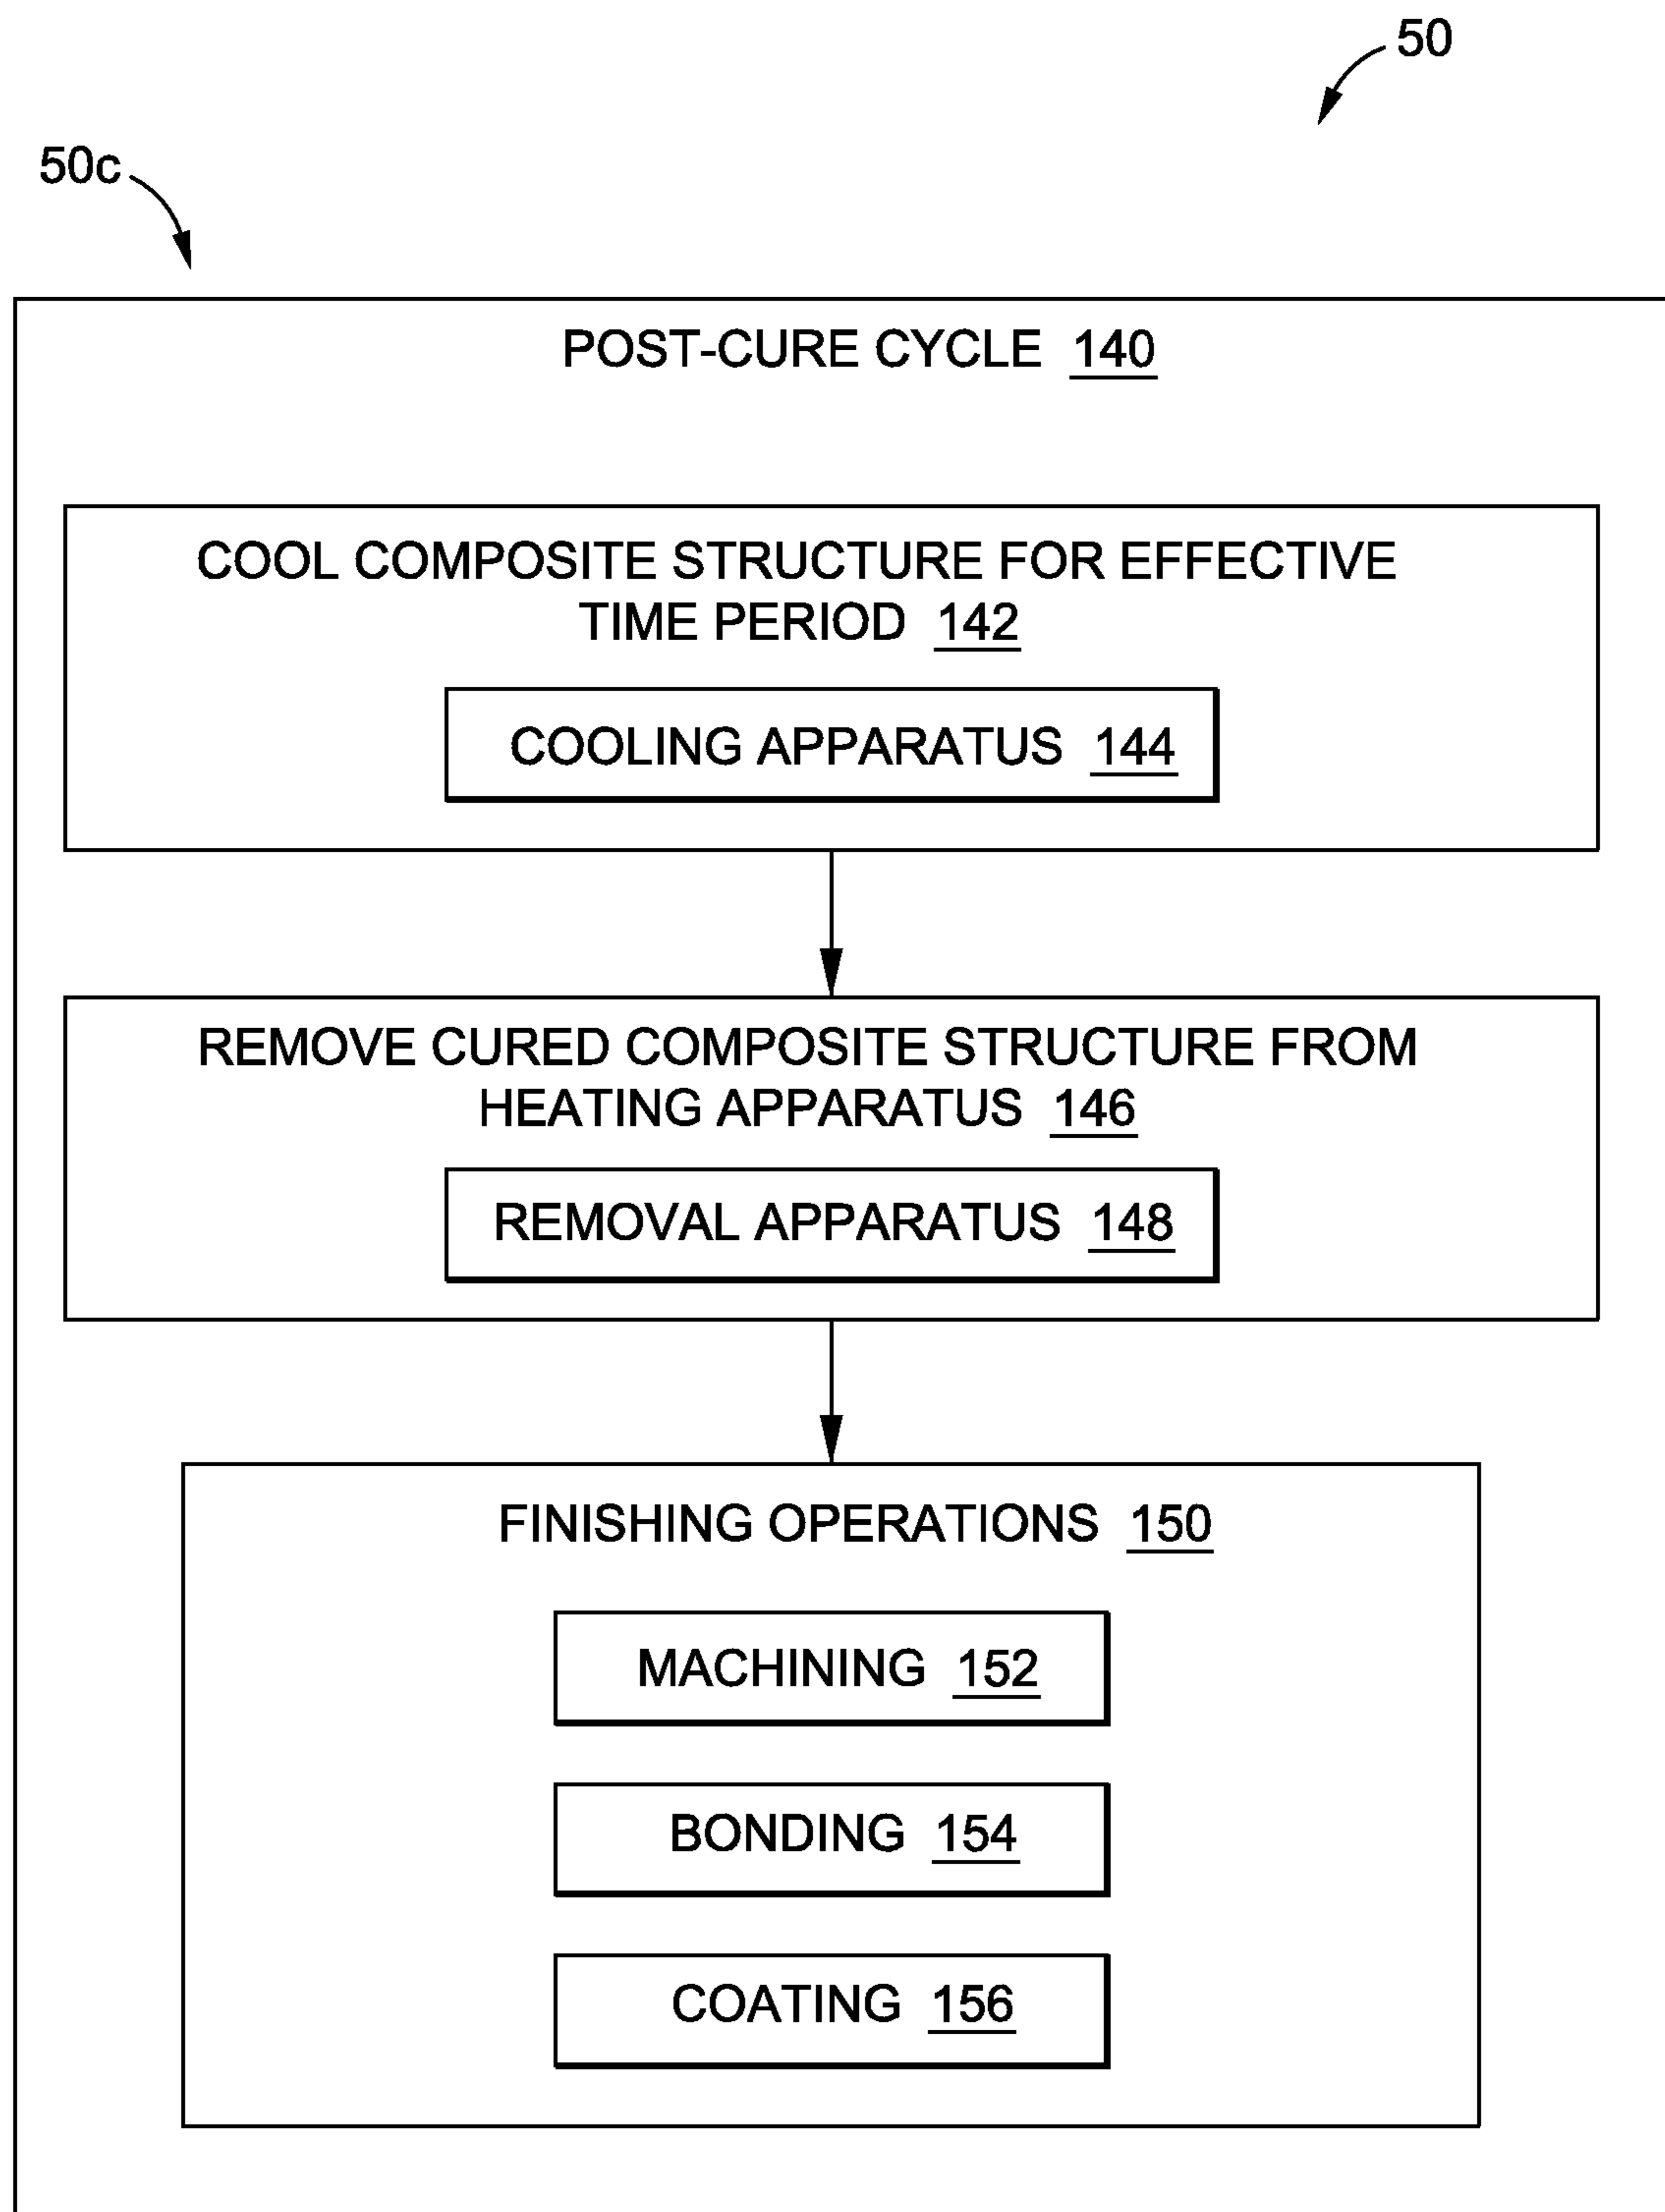 50
50c
POST-CURE CYCLE 140
COOL COMPOSITE STRUCTURE FOR EFFECTIVE
TIME PERIOD 142
COOLING APPARATUS 144
REMOVE CURED COMPOSITE STRUCTURE FROM
HEATING APPARATUS 146
REMOVAL APPARATUS 148
FINISHING OPERATIONS 150
MACHINING 152
BONDING 154
COATING 156